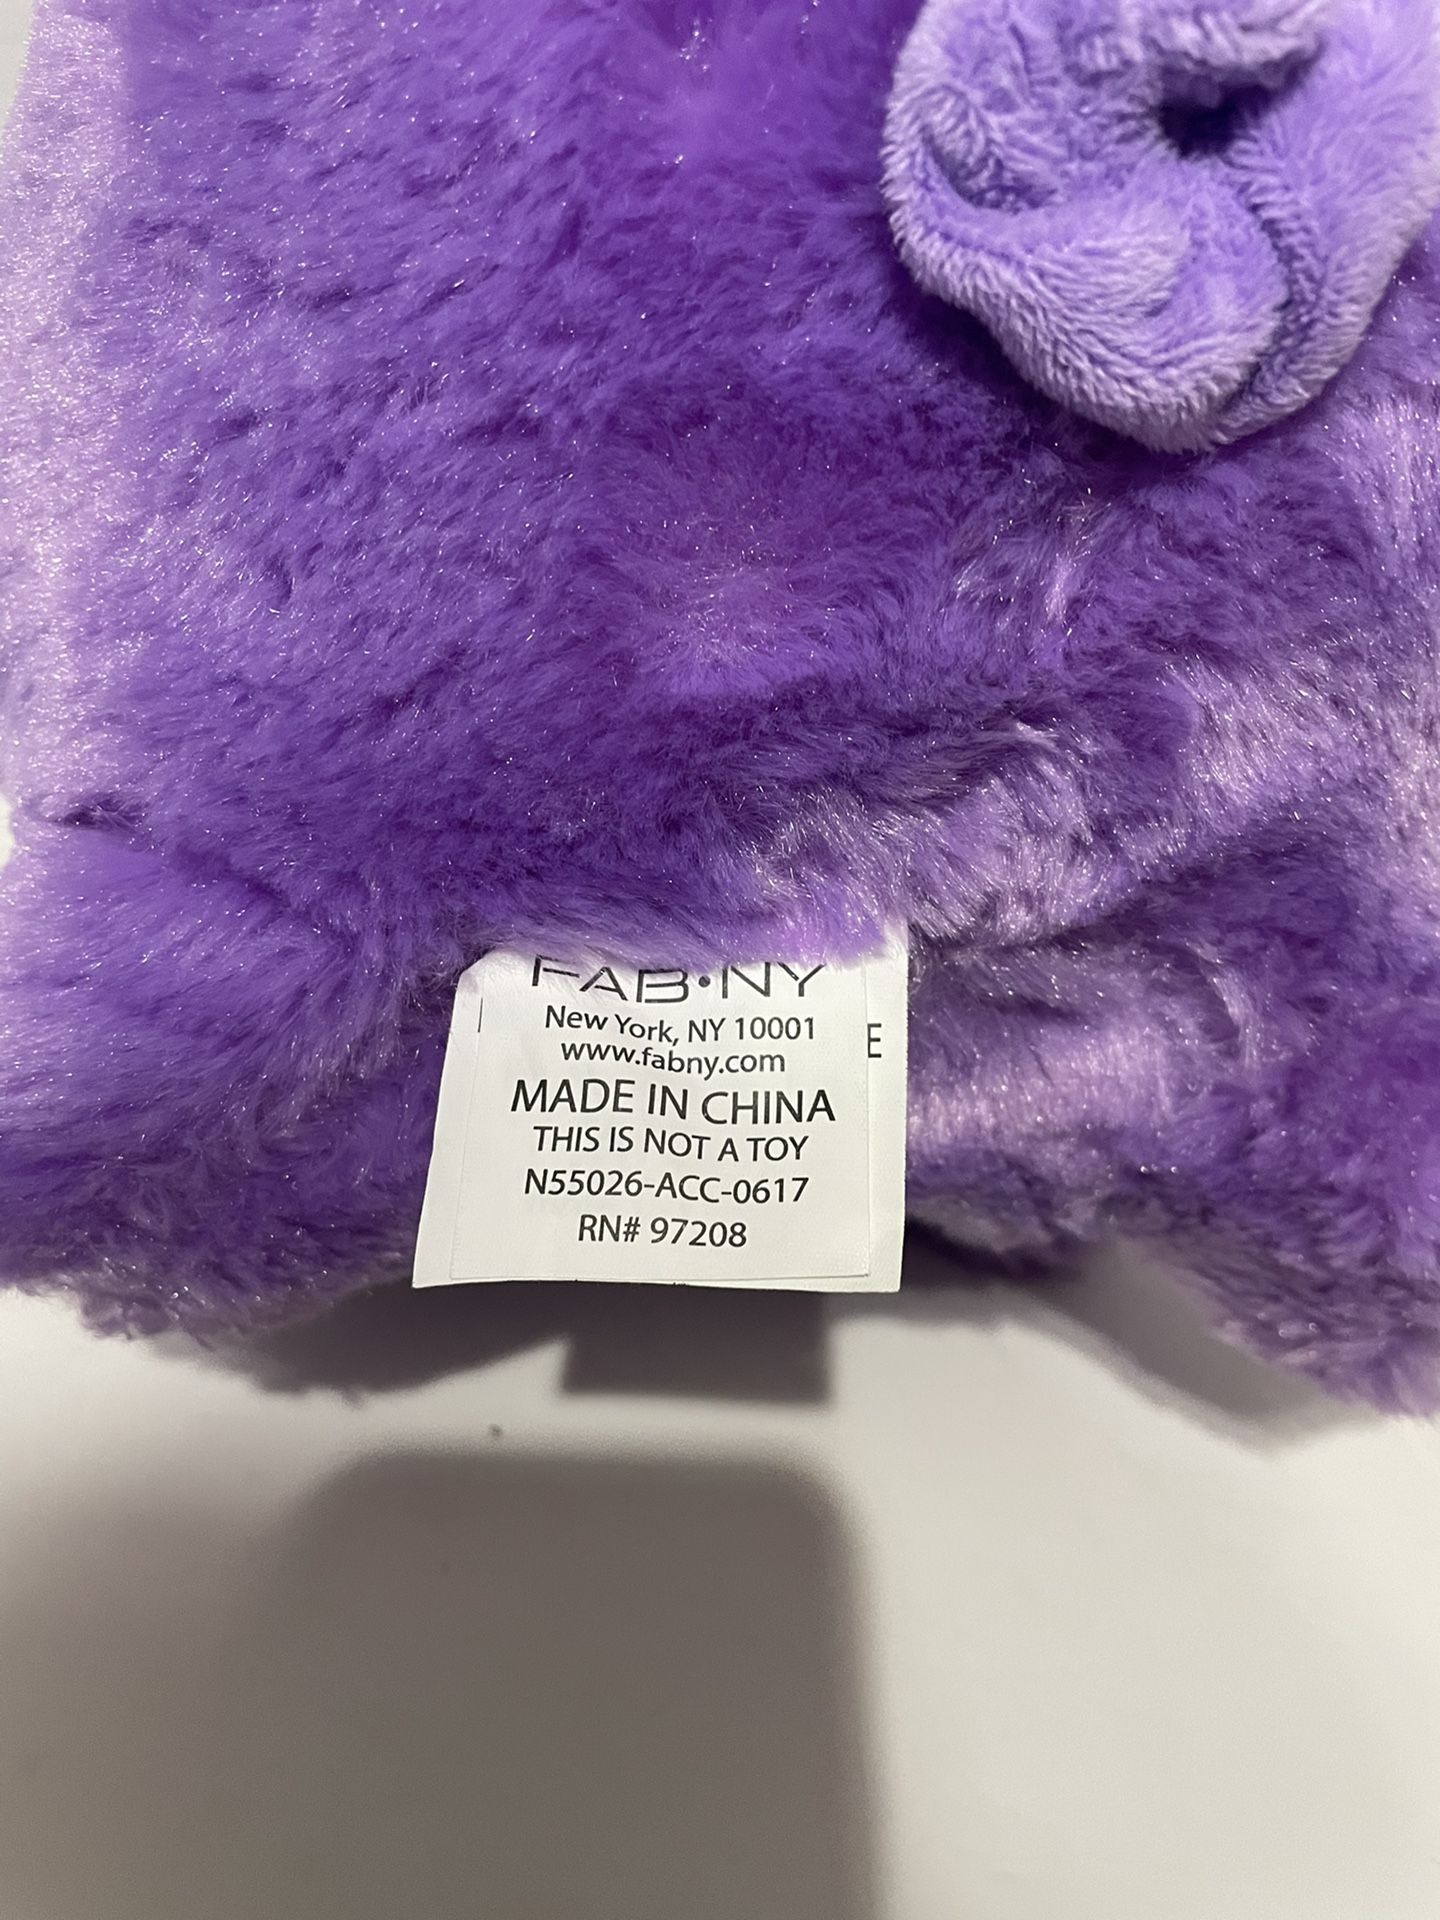 FAB•NY
New York, NY 10001
www.fabny.com
MADE IN CHINA
THIS IS NOT A TOY
N55026-ACC-0617
RN# 97208
E